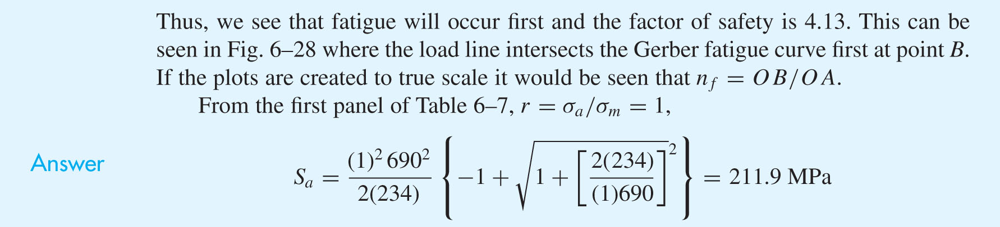 Thus, we see that fatigue will occur first and the factor of safety is 4.13. This can be
seen in Fig. 6–28 where the load line intersects the Gerber fatigue curve first at point B.
If the plots are created to true scale it would be seen that n_f = OB/OA.
From the first panel of Table 6–7, r = σ_a/σ_m = 1,
Answer S_a = \frac{(1)^2 690^2}{2(234)} \left\{ -1 + \sqrt{1 + \left[ \frac{2(234)}{(1)690} \right]^2} \right\} = 211.9 MPa